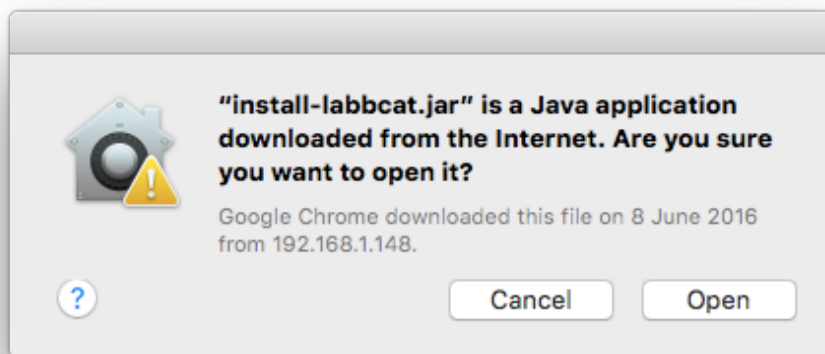 “install-labbcat.jar” is a Java application
downloaded from the Internet. Are you sure
you want to open it?
Google Chrome downloaded this file on 8 June 2016
from 192.168.1.148.
?
Cancel
Open